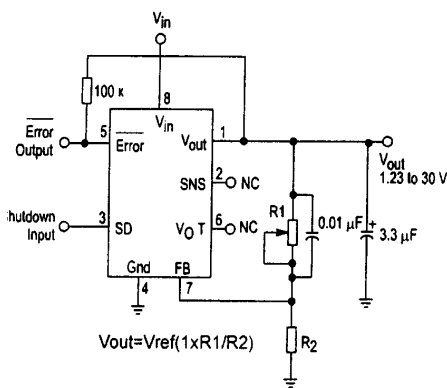 Vin
100 к
8
Vin
Error
Output
5
Error
Vout
1
Vout
1.23 to 30 V
SNS
2
NC
R1
0.01 µF
+
3.3 µF
hutdown
Input
3
SD
VO T
6
NC
Gnd
FB
4
7
Vout=Vref(1xR1/R2)
R2